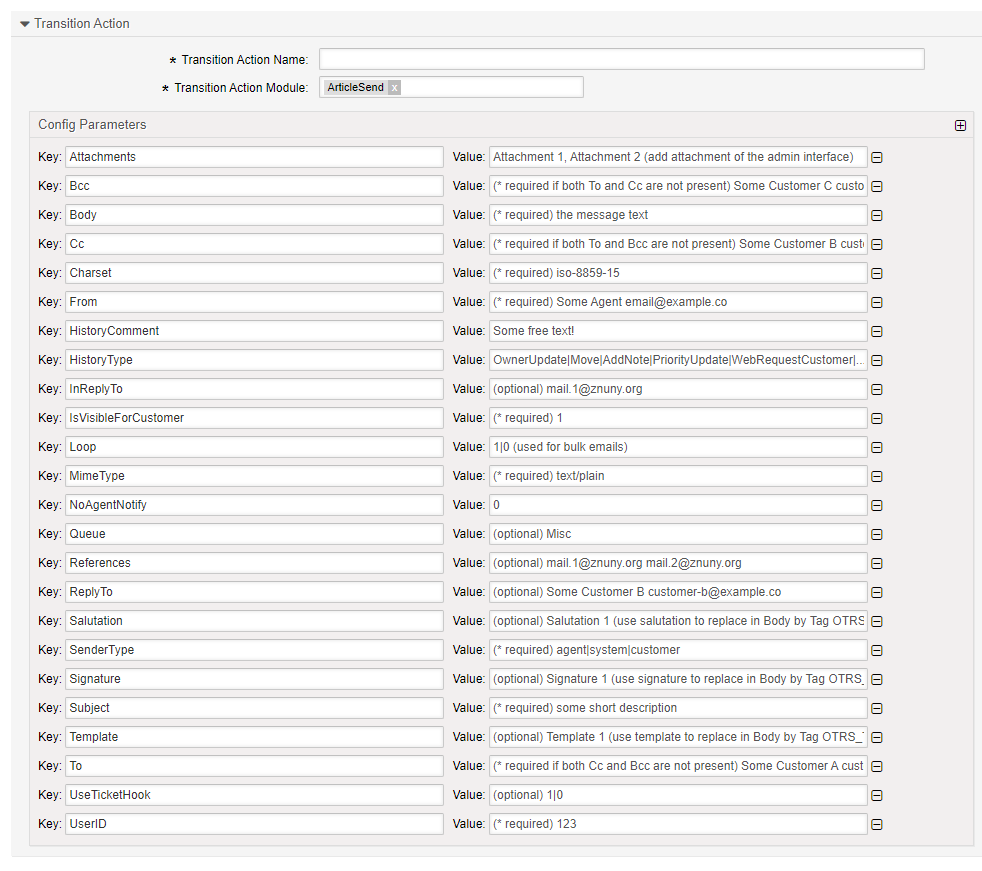 Transition Action
* Transition Action Name:
* Transition Action Module: ArticleSend x
Config Parameters
Key: Attachments Value: Attachment 1, Attachment 2 (add attachment of the admin interface)
Key: Bcc Value: (* required if both To and Cc are not present) Some Customer C custo
Key: Body Value: (* required) the message text
Key: Cc Value: (* required if both To and Bcc are not present) Some Customer B cust
Key: Charset Value: (* required) iso-8859-15
Key: From Value: (* required) Some Agent email@example.co
Key: HistoryComment Value: Some free text!
Key: HistoryType Value: OwnerUpdate|Move|AddNote|PriorityUpdate|WebRequestCustomer|...
Key: InReplyTo Value: (optional) mail.1@znuny.org
Key: IsVisibleForCustomer Value: (* required) 1
Key: Loop Value: 1|0 (used for bulk emails)
Key: MimeType Value: (* required) text/plain
Key: NoAgentNotify Value: 0
Key: Queue Value: (optional) Misc
Key: References Value: (optional) mail.1@znuny.org mail.2@znuny.org
Key: ReplyTo Value: (optional) Some Customer B customer-b@example.co
Key: Salutation Value: (optional) Salutation 1 (use salutation to replace in Body by Tag OTRS
Key: SenderType Value: (* required) agent|system|customer
Key: Signature Value: (optional) Signature 1 (use signature to replace in Body by Tag OTRS_
Key: Subject Value: (* required) some short description
Key: Template Value: (optional) Template 1 (use template to replace in Body by Tag OTRS_
Key: To Value: (* required if both Cc and Bcc are not present) Some Customer A cust
Key: UseTicketHook Value: (optional) 1|0
Key: UserID Value: (* required) 123